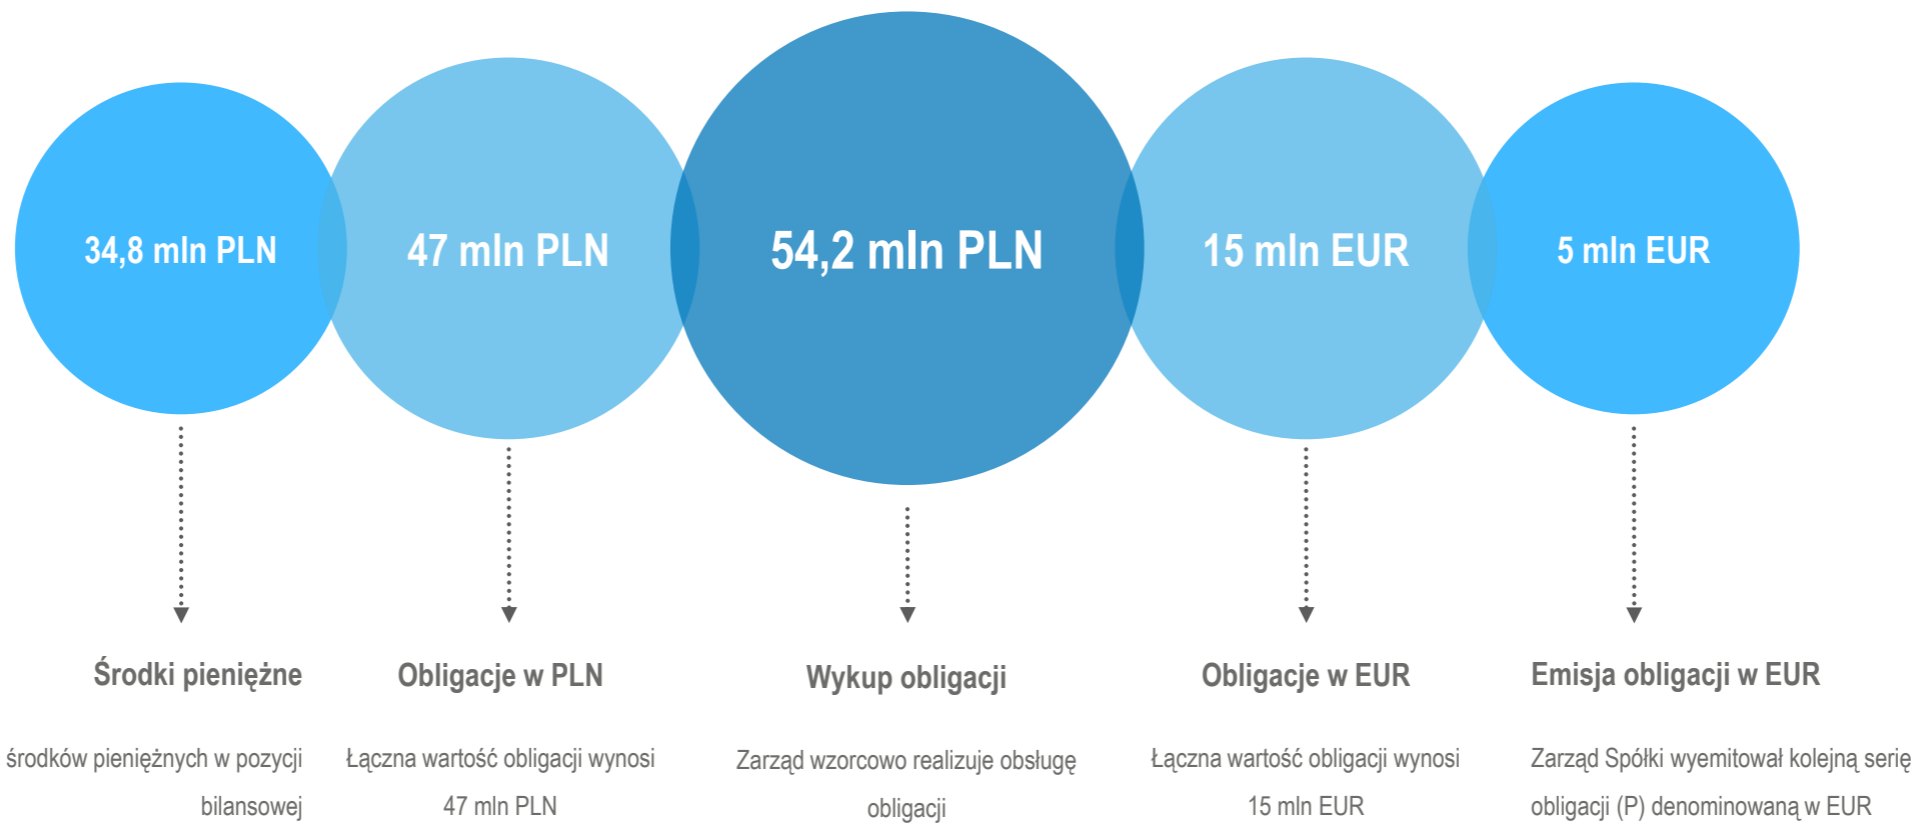 34,8 mln PLN
47 mln PLN
54,2 mln PLN
15 mln EUR
5 mln EUR
Środki pieniężne
środków pieniężnych w pozycji
bilansowej
Obligacje w PLN
Łączna wartość obligacji wynosi
47 mln PLN
Wykup obligacji
Zarząd wzorcowo realizuje obsługę
obligacji
Obligacje w EUR
Łączna wartość obligacji wynosi
15 mln EUR
Emisja obligacji w EUR
Zarząd Spółki wyemitował kolejną serię
obligacji (P) denominowaną w EUR